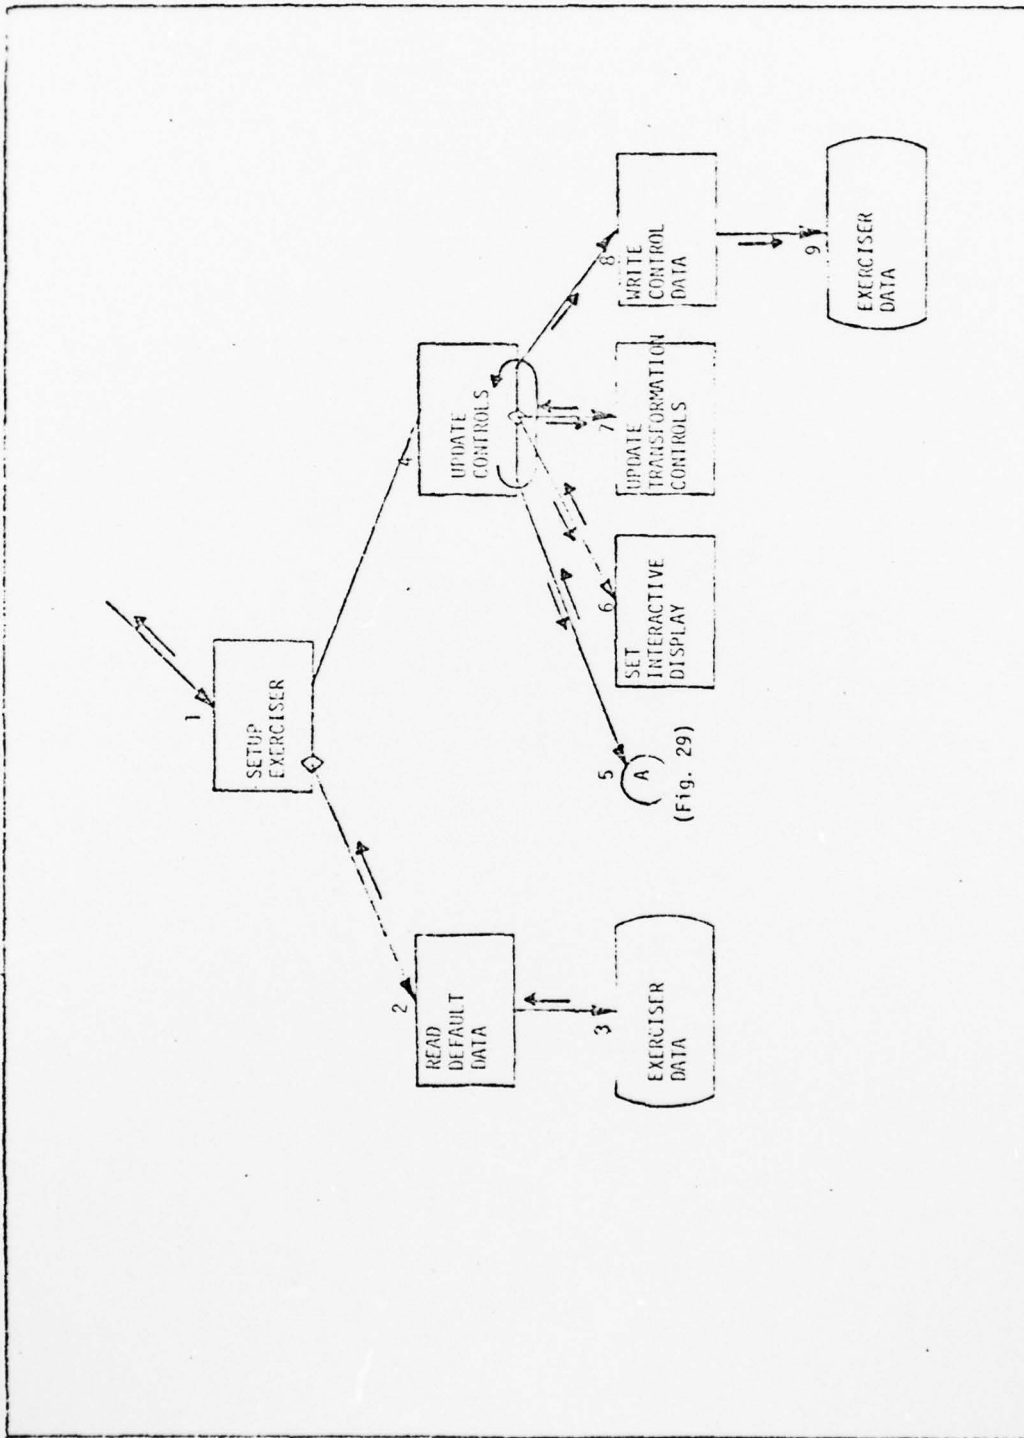 1
SETUP
EXERCISER
2
READ
DEFAULT
DATA
3
EXERCISER
DATA
4
UPDATE
CONTROLS
5
A
(Fig. 29)
6
SET
INTERACTIVE
DISPLAY
7
UPDATE
TRANSFORMATION
CONTROLS
8
WRITE
CONTROL
DATA
9
EXERCISER
DATA